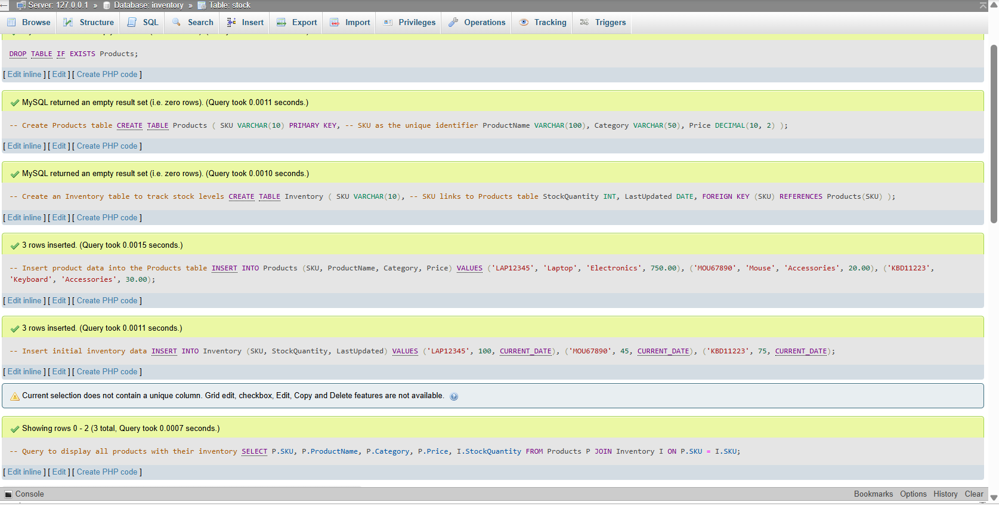 Server: 127.0.0.1 » Database: inventory » Table: stock
Browse Structure SQL Search Insert Export Import Privileges Operations Tracking Triggers
DROP TABLE IF EXISTS Products;
[ Edit inline ] [ Edit ] [ Create PHP code ]
MySQL returned an empty result set (i.e. zero rows). (Query took 0.0011 seconds.)
-- Create Products table CREATE TABLE Products ( SKU VARCHAR(10) PRIMARY KEY, -- SKU as the unique identifier ProductName VARCHAR(100), Category VARCHAR(50), Price DECIMAL(10, 2) );
[ Edit inline ] [ Edit ] [ Create PHP code ]
MySQL returned an empty result set (i.e. zero rows). (Query took 0.0010 seconds.)
-- Create an Inventory table to track stock levels CREATE TABLE Inventory ( SKU VARCHAR(10), -- SKU links to Products table StockQuantity INT, LastUpdated DATE, FOREIGN KEY (SKU) REFERENCES Products(SKU) );
[ Edit inline ] [ Edit ] [ Create PHP code ]
3 rows inserted. (Query took 0.0015 seconds.)
-- Insert product data into the Products table INSERT INTO Products (SKU, ProductName, Category, Price) VALUES ('LAP12345', 'Laptop', 'Electronics', 750.00), ('MOU67890', 'Mouse', 'Accessories', 20.00), ('KBD11223',
'Keyboard', 'Accessories', 30.00);
[ Edit inline ] [ Edit ] [ Create PHP code ]
3 rows inserted. (Query took 0.0011 seconds.)
-- Insert initial inventory data INSERT INTO Inventory (SKU, StockQuantity, LastUpdated) VALUES ('LAP12345', 100, CURRENT_DATE), ('MOU67890', 45, CURRENT_DATE), ('KBD11223', 75, CURRENT_DATE);
[ Edit inline ] [ Edit ] [ Create PHP code ]
Current selection does not contain a unique column. Grid edit, checkbox, Edit, Copy and Delete features are not available.
Showing rows 0 - 2 (3 total, Query took 0.0007 seconds.)
-- Query to display all products with their inventory SELECT P.SKU, P.ProductName, P.Category, P.Price, I.StockQuantity FROM Products P JOIN Inventory I ON P.SKU = I.SKU;
[ Edit inline ] [ Edit ] [ Create PHP code ]
Console Bookmarks Options History Clear